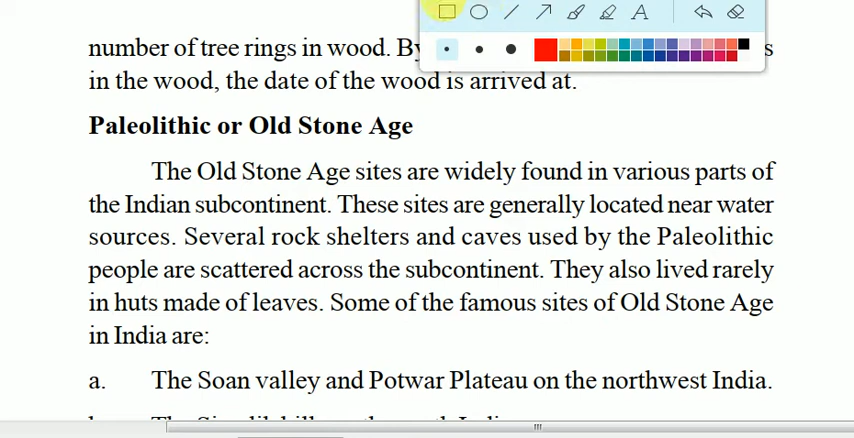 number of tree rings in wood. By
in the wood, the date of the wood is arrived at.
Paleolithic or Old Stone Age
The Old Stone Age sites are widely found in various parts of
the Indian subcontinent. These sites are generally located near water
sources. Several rock shelters and caves used by the Paleolithic
people are scattered across the subcontinent. They also lived rarely
in huts made of leaves. Some of the famous sites of Old Stone Age
in India are:
a. The Soan valley and Potwar Plateau on the northwest India.